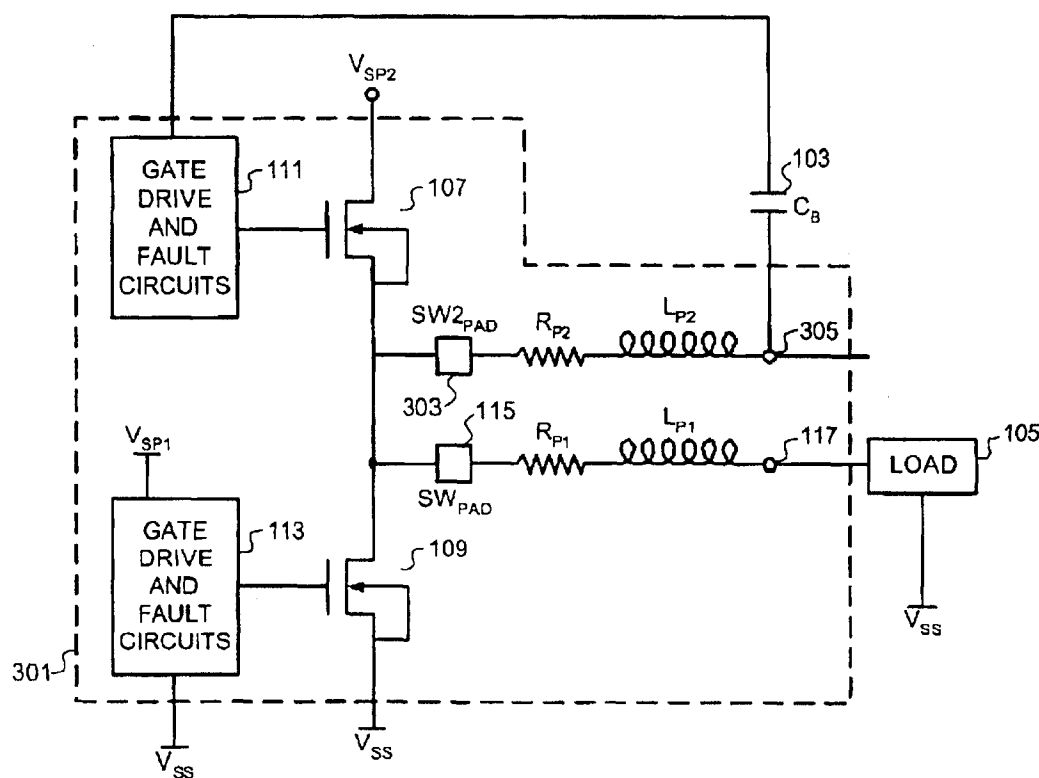 V_SP2
GATE
DRIVE
AND
FAULT
CIRCUITS
111
107
103
C_B
SW2_PAD
R_P2
L_P2
305
303
115
R_P1
L_P1
117
105
LOAD
SW_PAD
V_SP1
GATE
DRIVE
AND
FAULT
CIRCUITS
113
109
V_SS
301
V_SS
V_SS